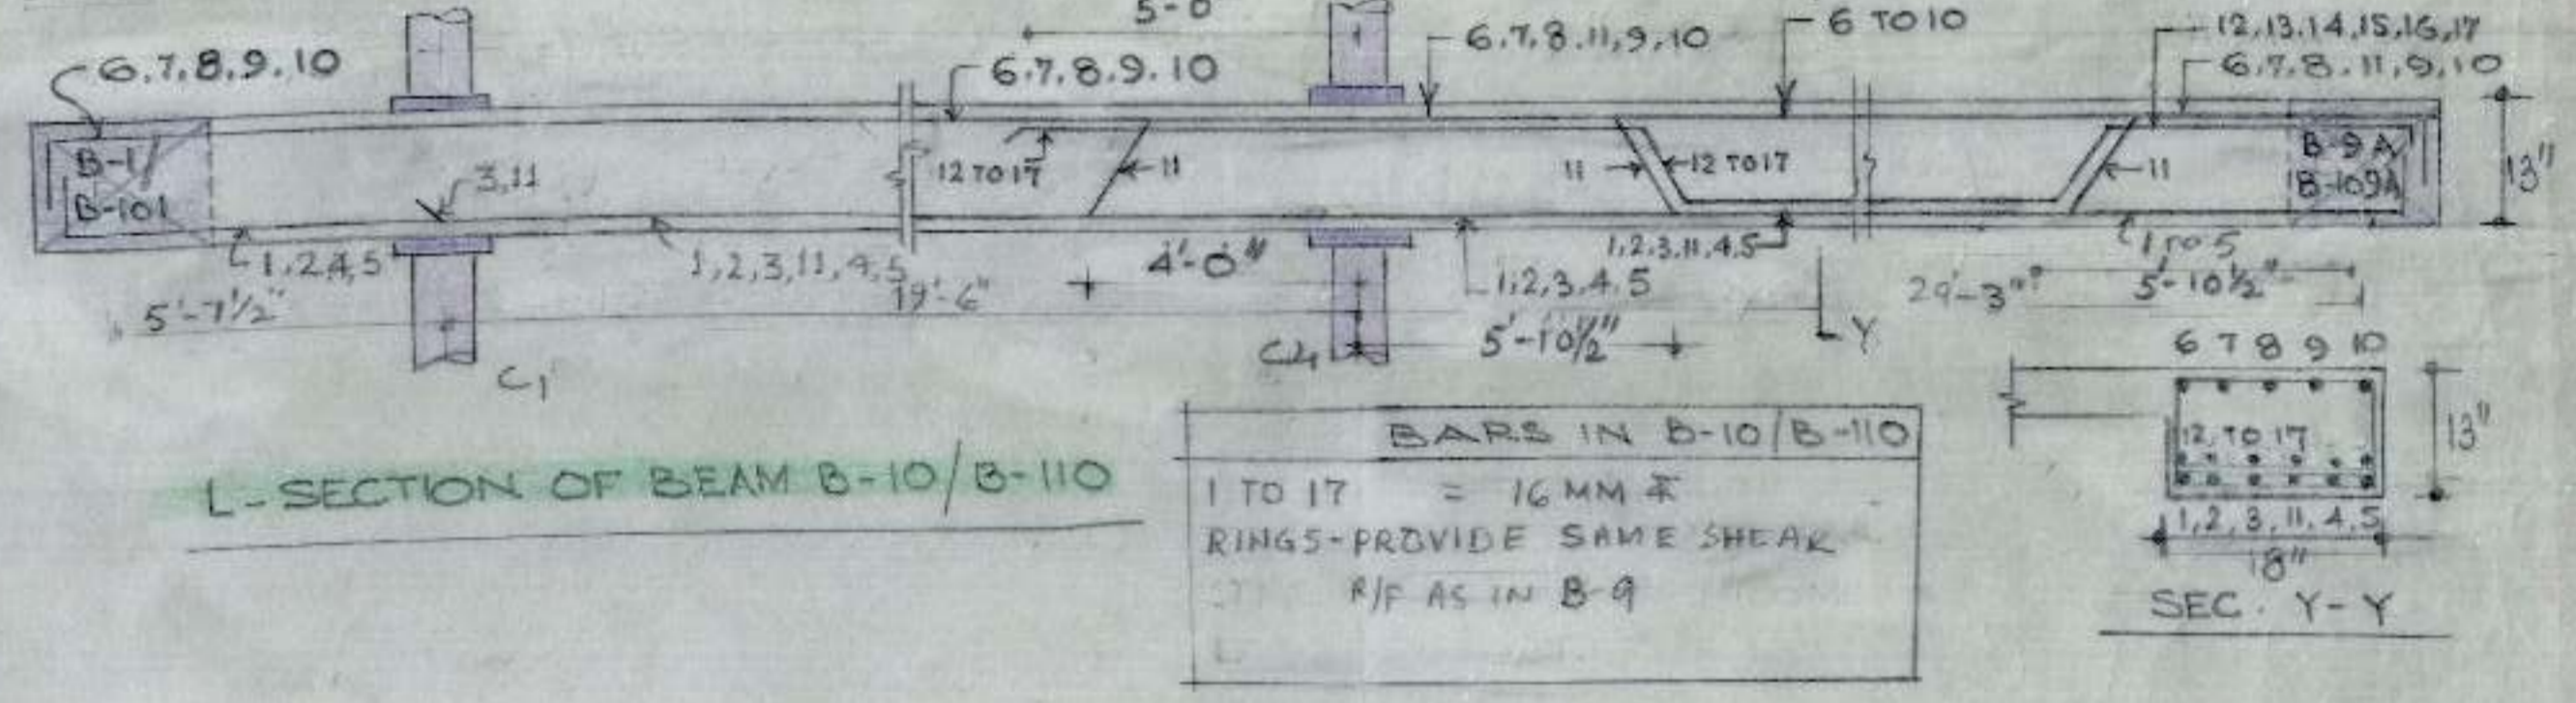 5-0
6.7.8.9.10
6.7.8.9.10
6.7.8.11,9,10
6 TO 10
12,13.14,15,16,17
6,7,8.11,9,10
B-1/
B-101
3,11
12 TO 17
11
11
12 TO 17
11
B-9A/
B-109A
13"
1,2,4,5
1,2,3,11,4,5
4'-0"
1,2,3,4,5
1,2,3,11,4,5
1 TO 5
5'-7½"
19'-6"
5'-10½"
Y
29'-3"
5'-10½"
C1
C4
L-SECTION OF BEAM B-10/B-110
BARS IN B-10/B-110
1 TO 17 = 16 MM
RINGS-PROVIDE SAME SHEAR
R/F AS IN B-9
6 7 8 9 10
12, TO 17
13"
1,2,3,11,4,5
18"
SEC. Y-Y